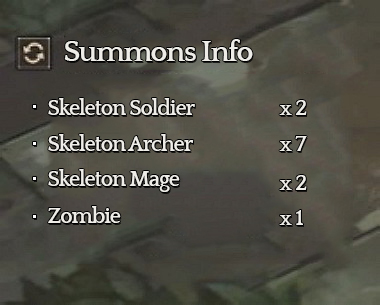 Summons Info
· Skeleton Soldier x 2
· Skeleton Archer x 7
· Skeleton Mage x 2
· Zombie x 1